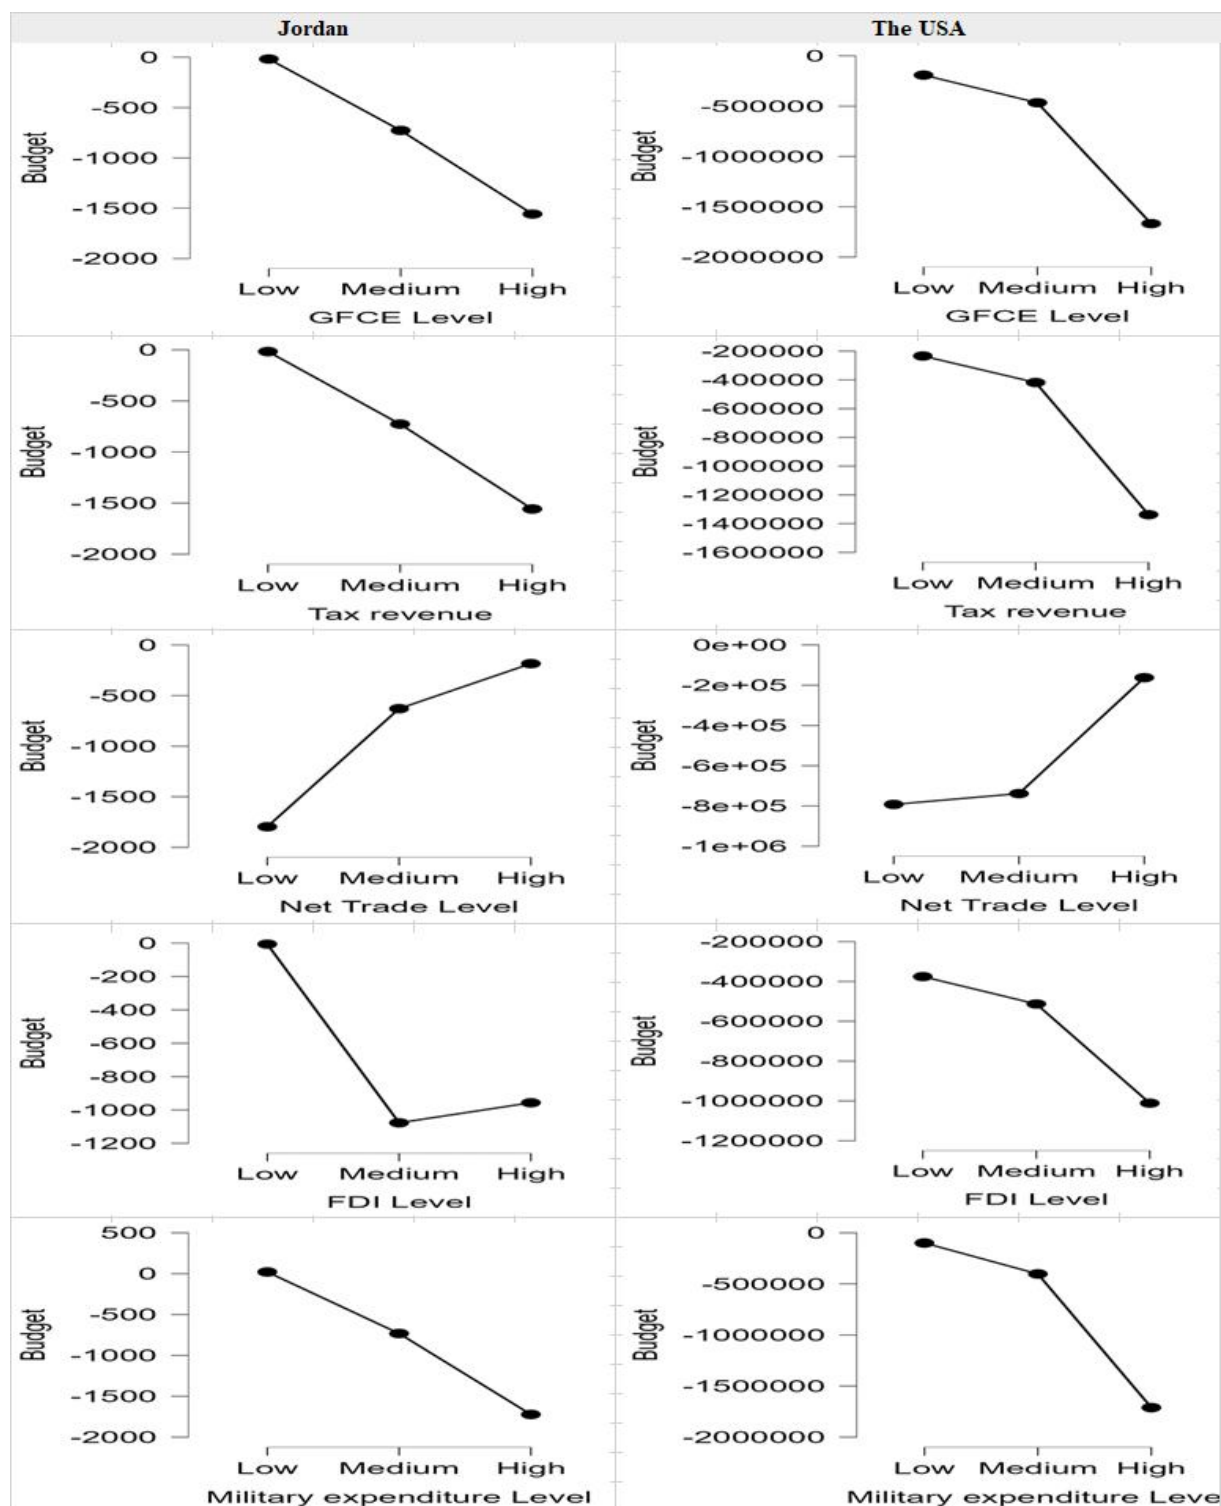 Jordan
The USA
0
-500
-1000
-1500
-2000
Budget
Low Medium High
GFCE Level
0
-500000
-1000000
-1500000
-2000000
Budget
Low Medium High
GFCE Level
0
-500
-1000
-1500
-2000
Budget
Low Medium High
Tax revenue
-200000
-400000
-600000
-800000
-1000000
-1200000
-1400000
-1600000
Budget
Low Medium High
Tax revenue
0
-500
-1000
-1500
-2000
Budget
Low Medium High
Net Trade Level
0e+00
-2e+05
-4e+05
-6e+05
-8e+05
-1e+06
Budget
Low Medium High
Net Trade Level
0
-200
-400
-600
-800
-1000
-1200
Budget
Low Medium High
FDI Level
-200000
-400000
-600000
-800000
-1000000
-1200000
Budget
Low Medium High
FDI Level
500
0
-500
-1000
-1500
-2000
Budget
Low Medium High
Military expenditure Level
0
-500000
-1000000
-1500000
-2000000
Budget
Low Medium High
Military expenditure Leve